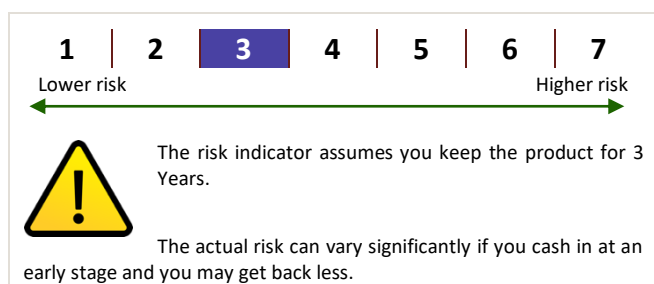 1 2 3 4 5 6 7
Lower risk Higher risk
The risk indicator assumes you keep the product for 3
Years.
The actual risk can vary significantly if you cash in at an
early stage and you may get back less.